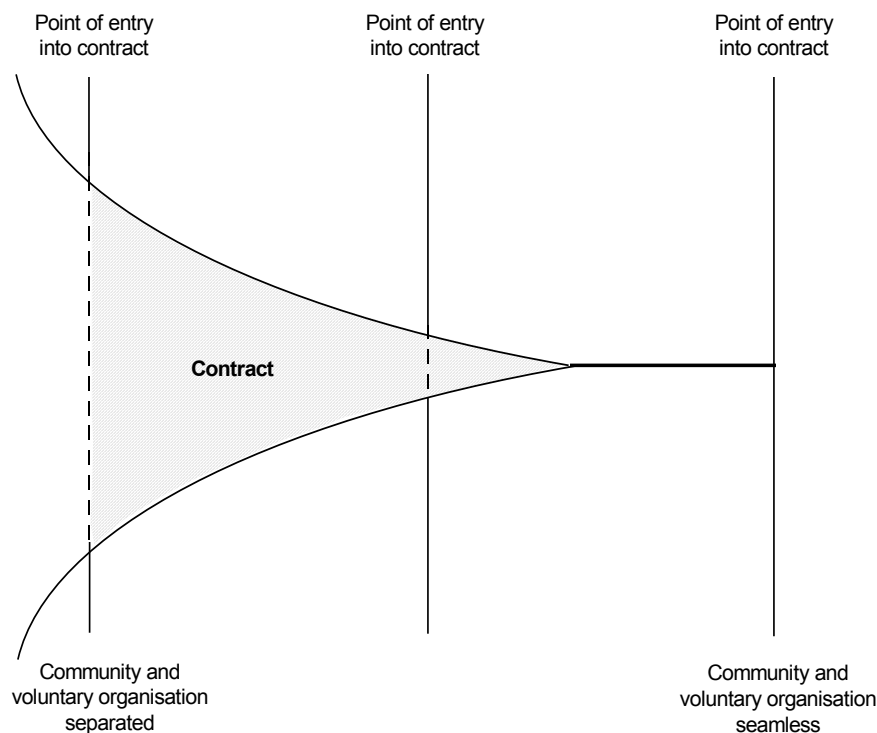 Point of entry
into contract
Point of entry
into contract
Point of entry
into contract
Contract
Community and
voluntary organisation
separated
Community and
voluntary organisation
seamless